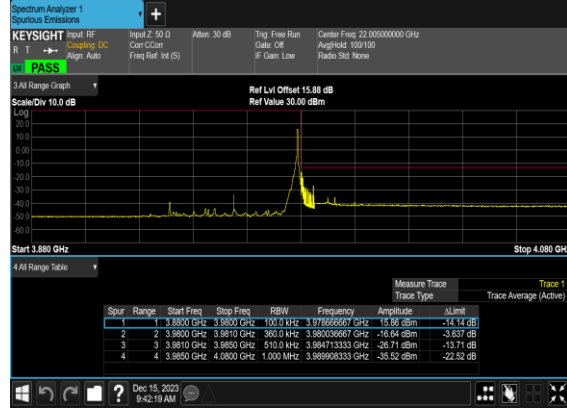 Spectrum Analyzer 1
Spurious Emissions
+
KEYSIGHT Input: RF Input Z: 50 Ω Atten: 30 dB Trig: Free Run Center Freq: 22.005000000 GHz
R T Coupling: DC Corr CCorr Gate: Off Avg|Hold: 100/100
Align: Auto Freq Ref: Int (S) IF Gain: Low Radio Std: None
PASS
3 All Range Graph
Ref Lvl Offset 15.88 dB
Scale/Div 10.0 dB Ref Value 30.00 dBm
Log
20.0
10.0
0.00
-10.0
-20.0
-30.0
-40.0
-50.0
-60.0
Start 3.880 GHz Stop 4.080 GHz
4 All Range Table
Measure Trace Trace 1
Trace Type Trace Average (Active)
Spur Range Start Freq Stop Freq RBW Frequency Amplitude ΔLimit
1 1 3.8800 GHz 3.9800 GHz 100.0 kHz 3.978666667 GHz 15.86 dBm -14.14 dB
2 2 3.9800 GHz 3.9810 GHz 360.0 kHz 3.980036667 GHz -16.64 dBm -3.637 dB
3 3 3.9810 GHz 3.9850 GHz 510.0 kHz 3.984713333 GHz -26.71 dBm -13.71 dB
4 4 3.9850 GHz 4.0800 GHz 1.000 MHz 3.989908333 GHz -35.52 dBm -22.52 dB
?
Dec 15, 2023
9:42:19 AM